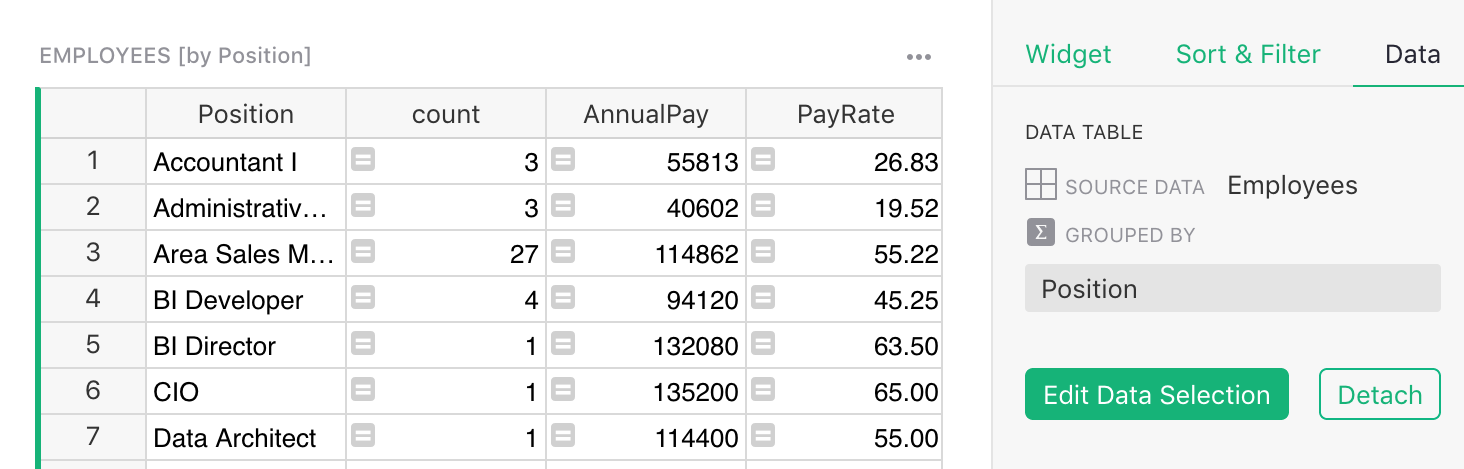 EMPLOYEES [by Position] •••
Position count AnnualPay PayRate
1 Accountant I = 3 = 55813 = 26.83
2 Administrativ… = 3 = 40602 = 19.52
3 Area Sales M… = 27 = 114862 = 55.22
4 BI Developer = 4 = 94120 = 45.25
5 BI Director = 1 = 132080 = 63.50
6 CIO = 1 = 135200 = 65.00
7 Data Architect = 1 = 114400 = 55.00
Widget Sort & Filter Data
DATA TABLE
SOURCE DATA Employees
Σ GROUPED BY
Position
Edit Data Selection Detach